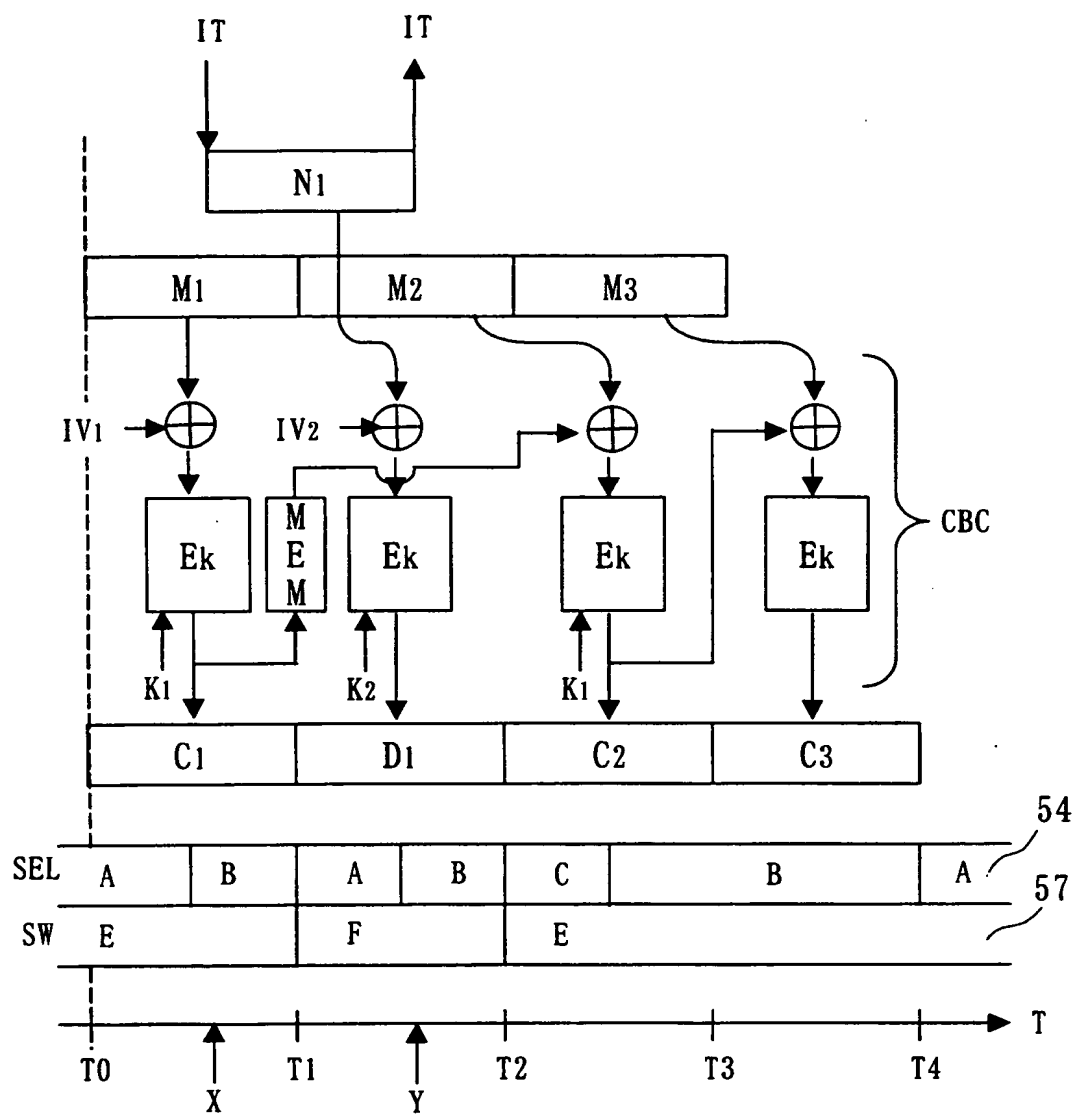 IT IT
N1
M1 M2 M3
IV1 IV2
CBC
Ek MEM Ek Ek Ek
K1 K2 K1
C1 D1 C2 C3
54
SEL A B A B C B A
57
SW E F E
T
T0 T1 T2 T3 T4
X Y